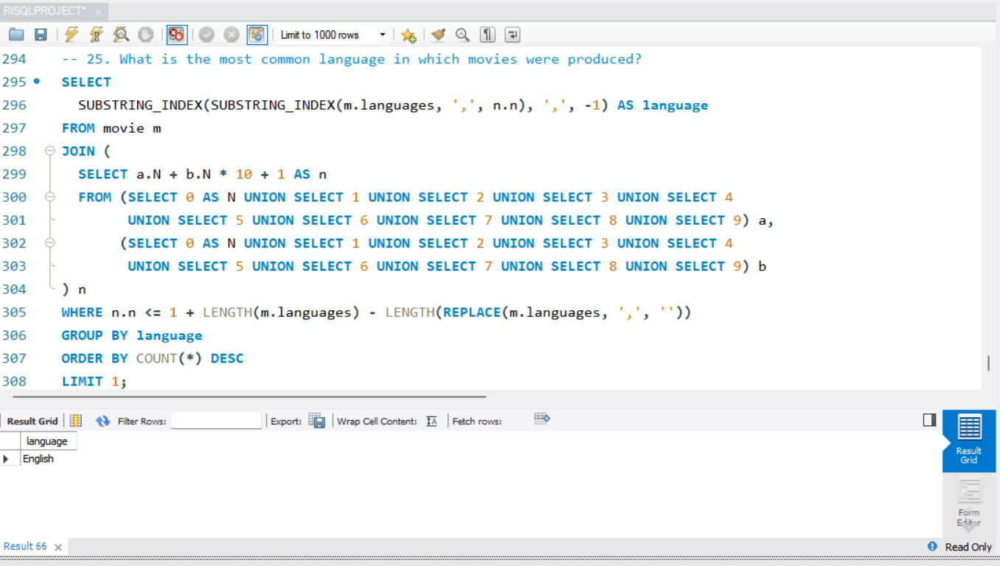 RISQLPROJECT* ×
Limit to 1000 rows
294 -- 25. What is the most common language in which movies were produced?
295 SELECT
296 SUBSTRING_INDEX(SUBSTRING_INDEX(m.languages, ',', n.n), ',', -1) AS language
297 FROM movie m
298 JOIN (
299 SELECT a.N + b.N * 10 + 1 AS n
300 FROM (SELECT 0 AS N UNION SELECT 1 UNION SELECT 2 UNION SELECT 3 UNION SELECT 4
301 UNION SELECT 5 UNION SELECT 6 UNION SELECT 7 UNION SELECT 8 UNION SELECT 9) a,
302 (SELECT 0 AS N UNION SELECT 1 UNION SELECT 2 UNION SELECT 3 UNION SELECT 4
303 UNION SELECT 5 UNION SELECT 6 UNION SELECT 7 UNION SELECT 8 UNION SELECT 9) b
304 ) n
305 WHERE n.n <= 1 + LENGTH(m.languages) - LENGTH(REPLACE(m.languages, ',', ''))
306 GROUP BY language
307 ORDER BY COUNT(*) DESC
308 LIMIT 1;
Result Grid Filter Rows: Export: Wrap Cell Content: IA Fetch rows:
language
English
Result
Grid
Form
Editor
Result 66 × Read Only